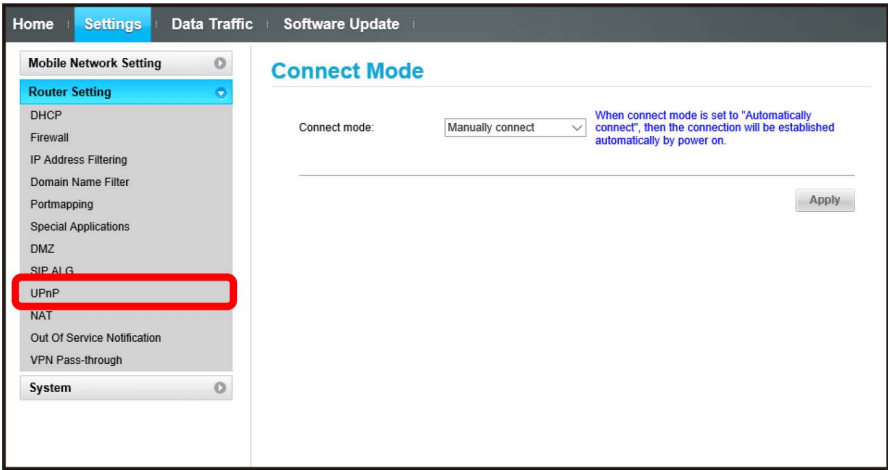 Home Settings Data Traffic Software Update
Mobile Network Setting
Router Setting
DHCP
Firewall
IP Address Filtering
Domain Name Filter
Portmapping
Special Applications
DMZ
SIP ALG
UPnP
NAT
Out Of Service Notification
VPN Pass-through
System
Connect Mode
Connect mode:
Manually connect
When connect mode is set to "Automatically
connect", then the connection will be established
automatically by power on.
Apply